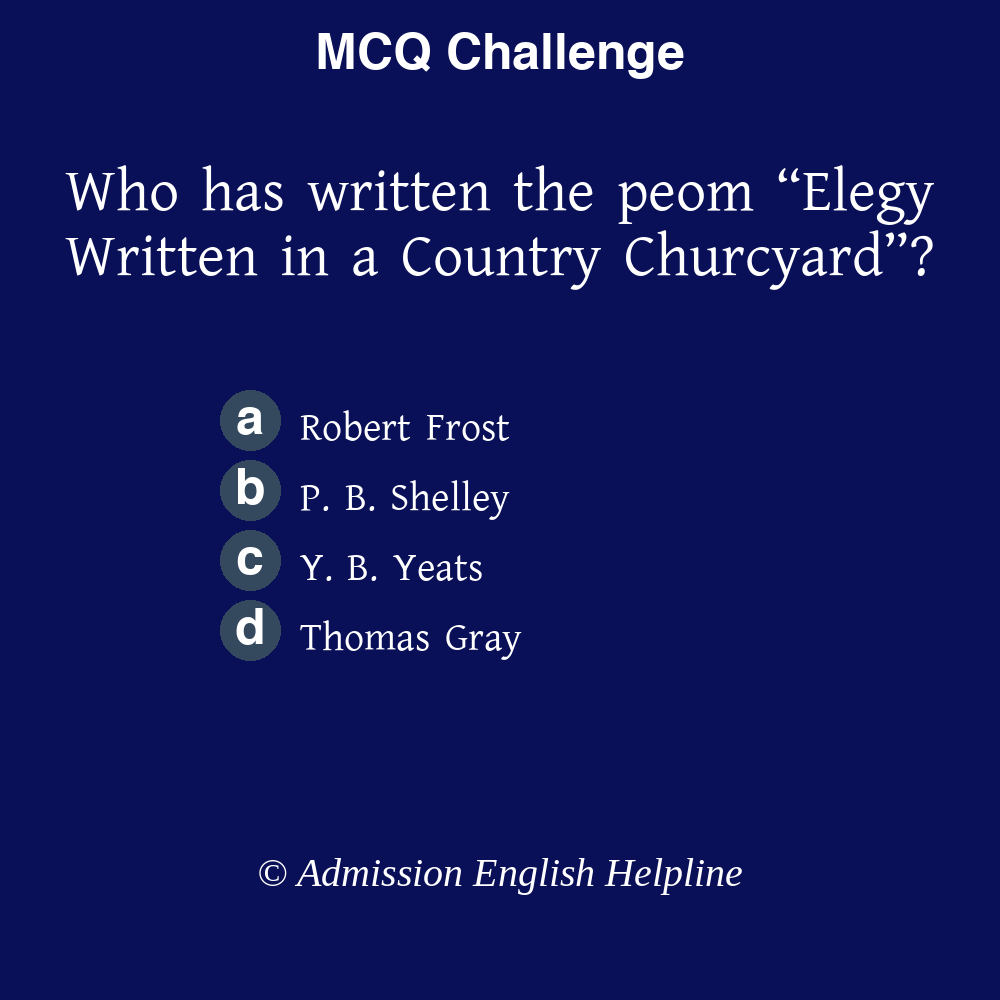 MCQ Challenge
Who has written the peom “Elegy
Written in a Country Churcyard”?
a Robert Frost
b P. B. Shelley
c Y. B. Yeats
d Thomas Gray
© Admission English Helpline